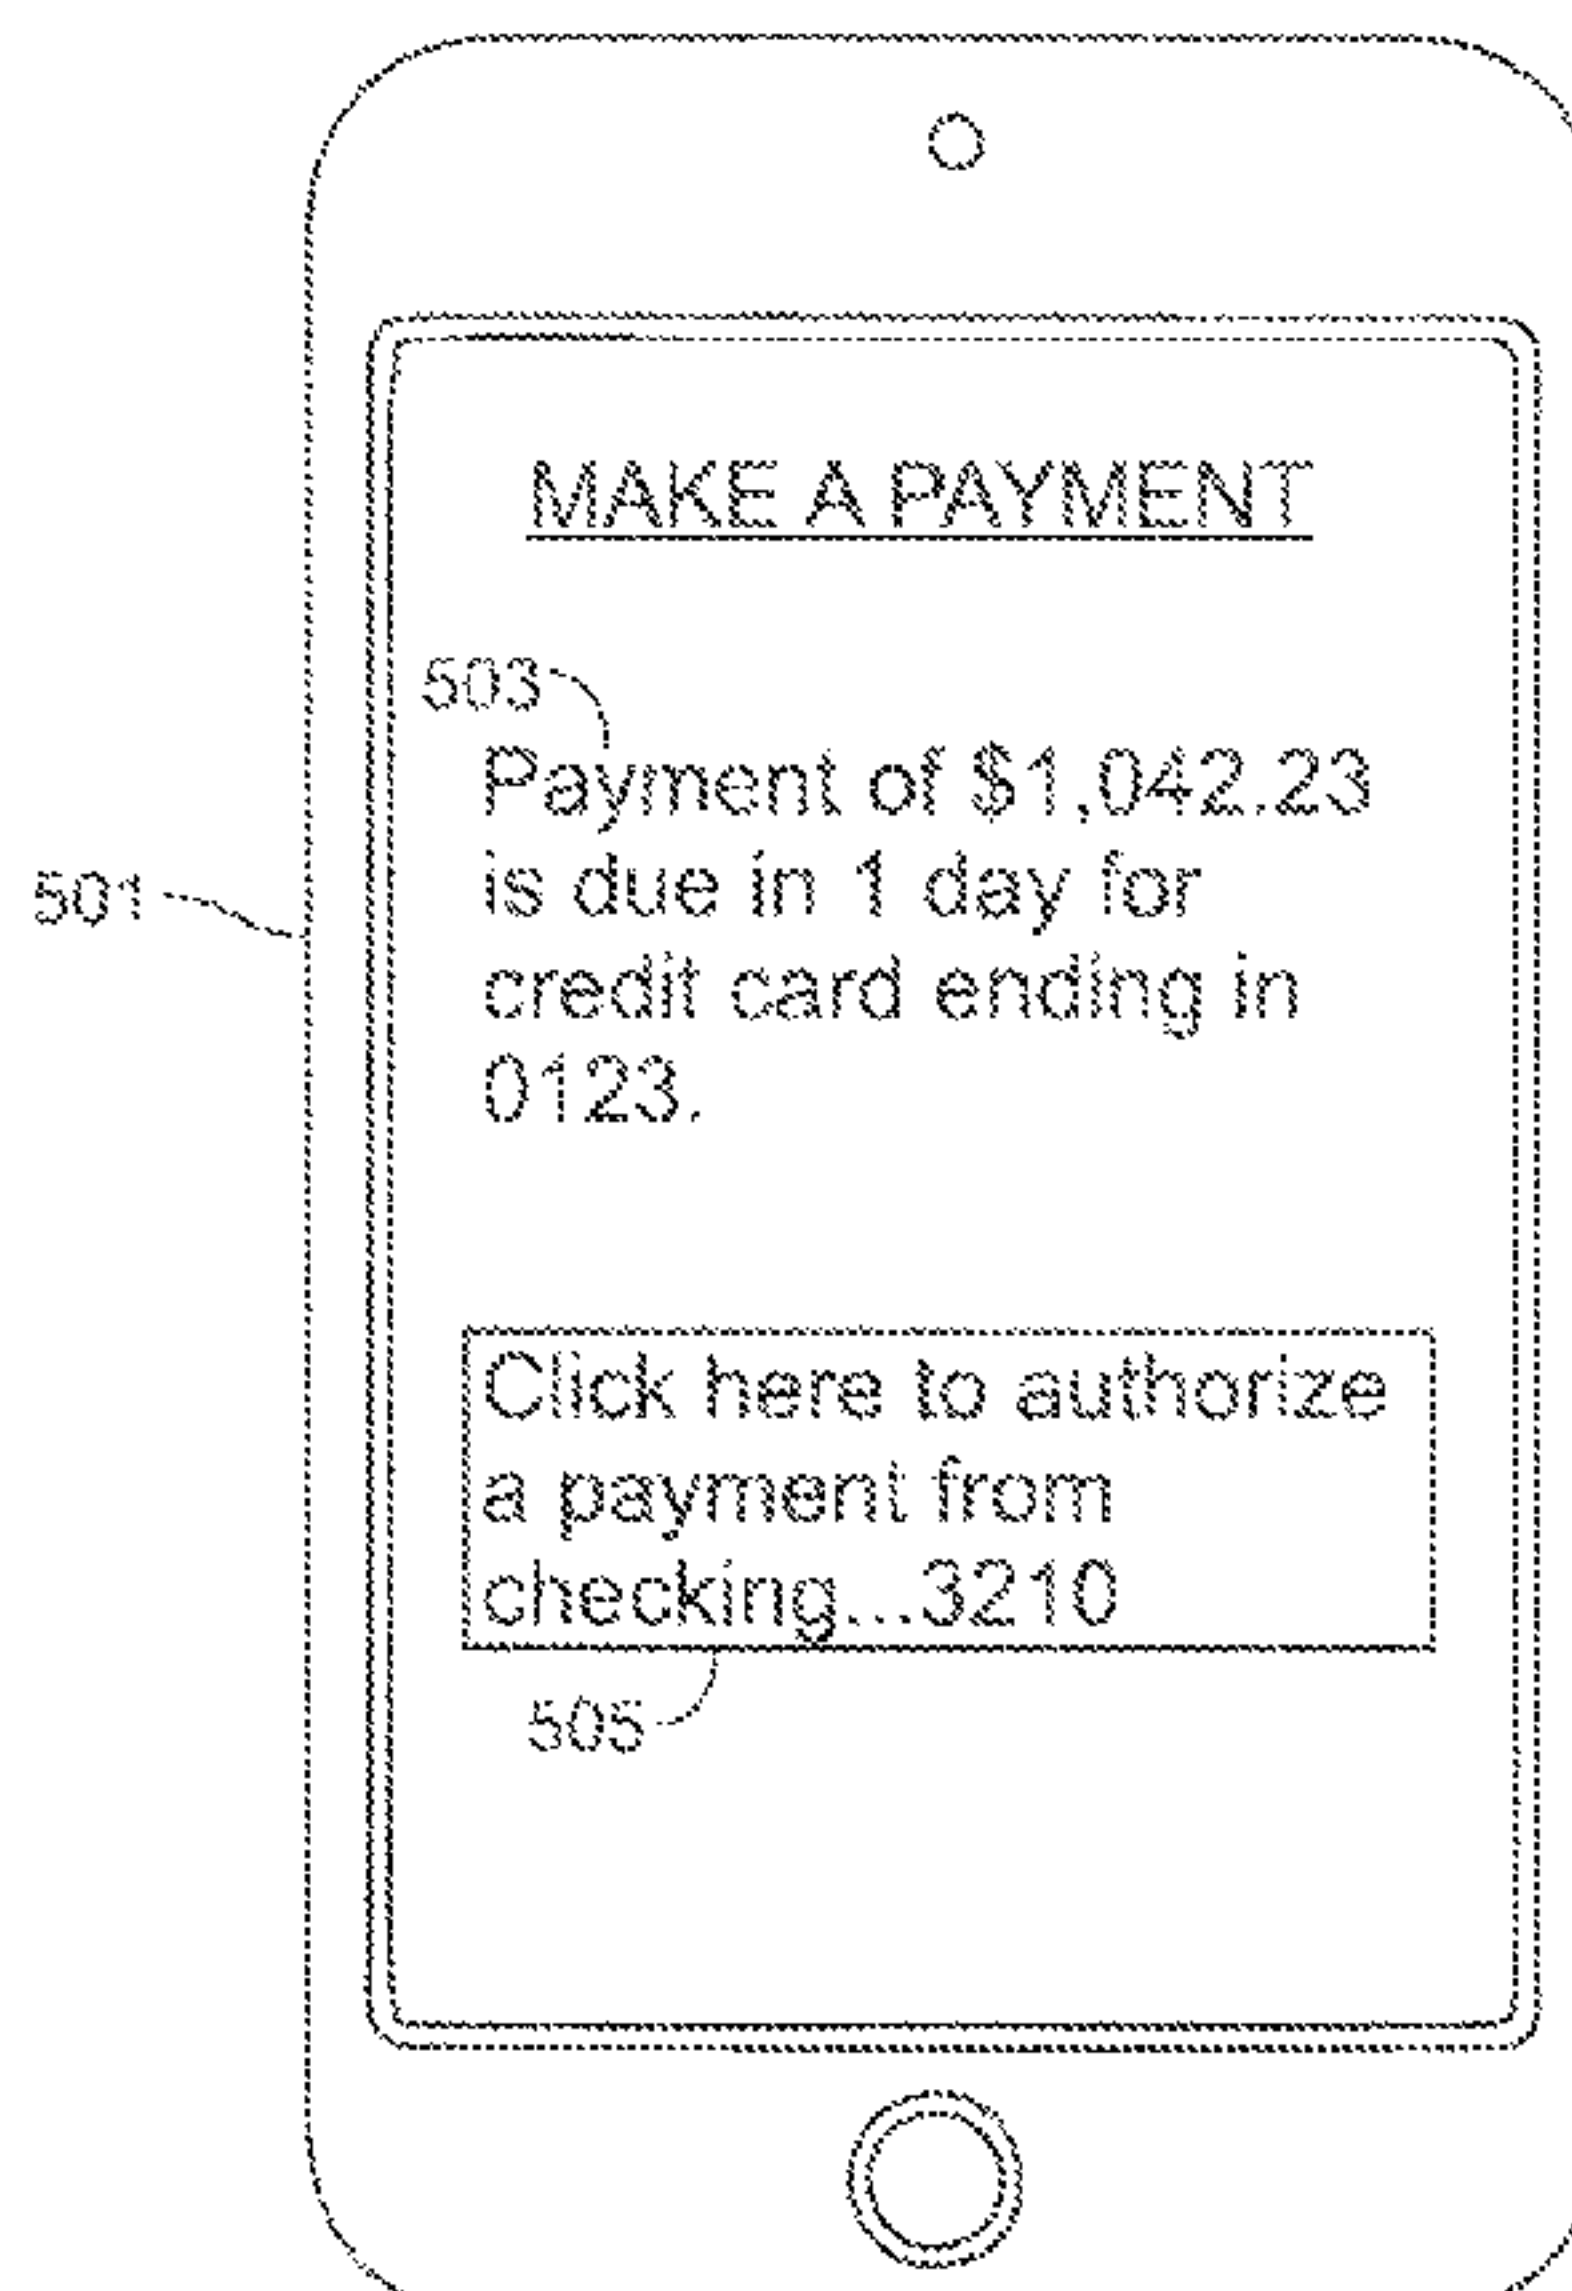 MAKE A PAYMENT
503
Payment of $1,042.23
is due in 1 day for
501
credit card ending in
0123.
Click here to authorize
a payment from
checking...3210
505